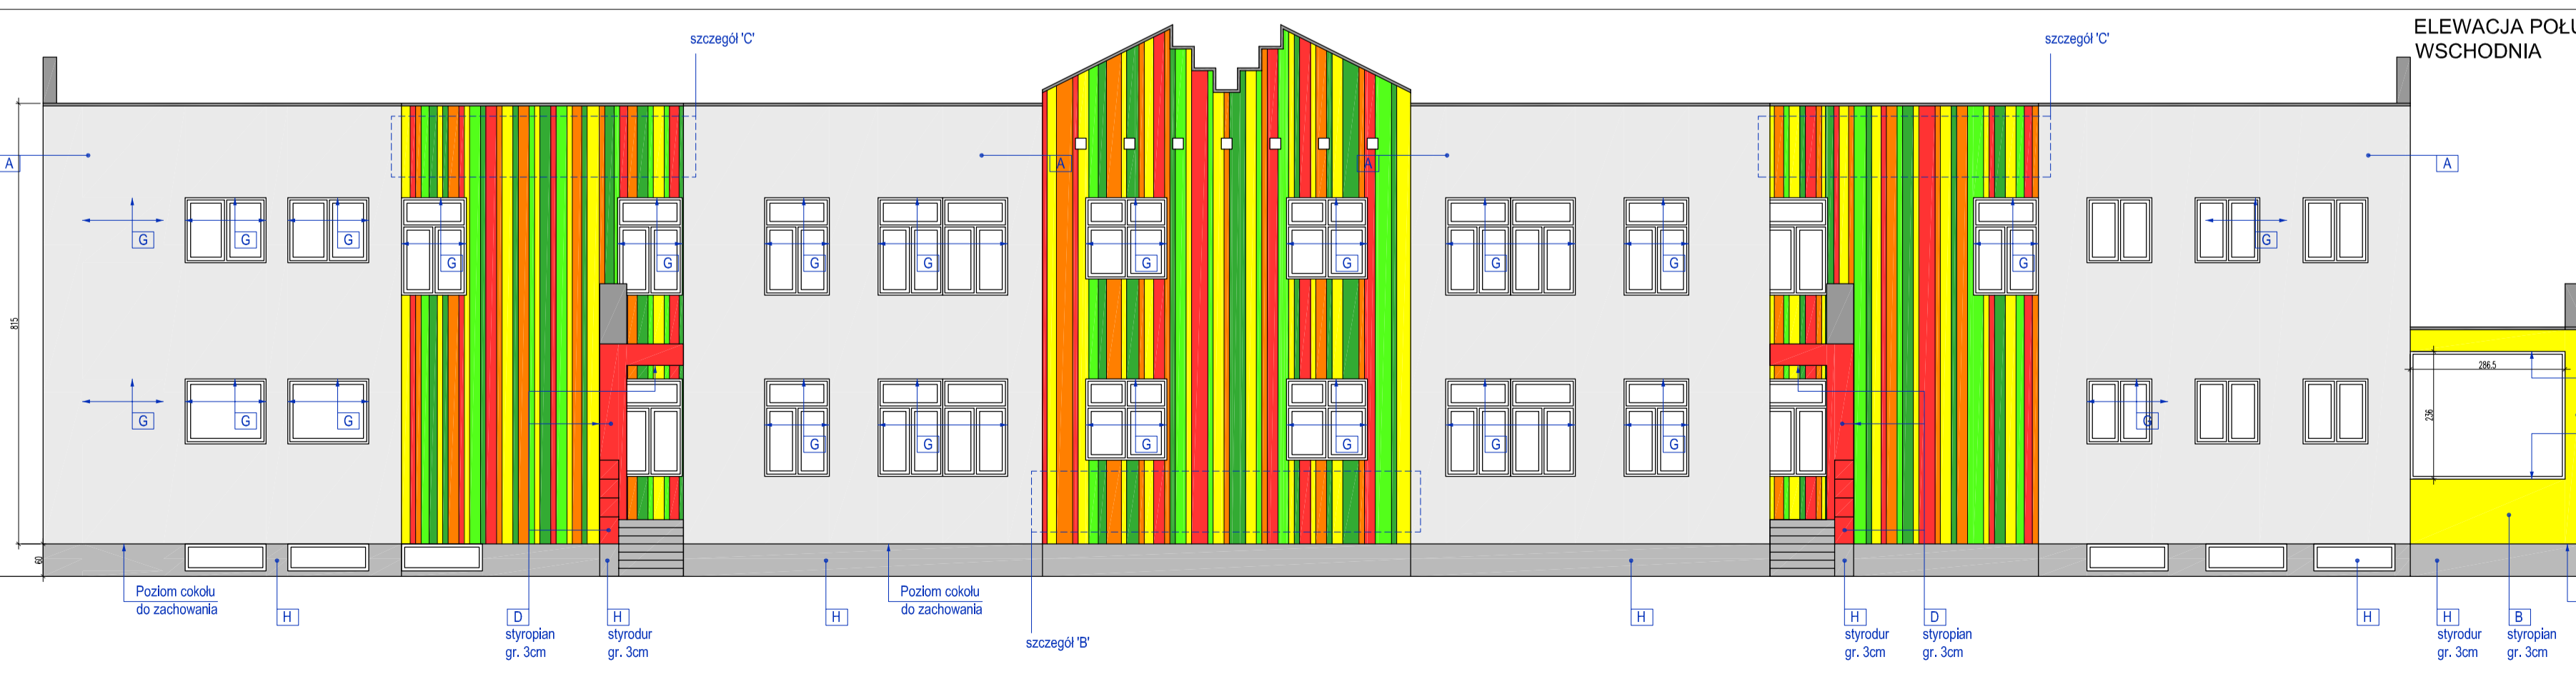 ELEWACJA POŁU
WSCHODNIA
szczegół 'C'
szczegół 'C'
A
A
A
A
G
G
G
G
G
G
G
G
G
G
G
G
G
815
G
G
G
G
G
G
G
G
G
G
286.5
236
60
Poziom cokołu
do zachowania
H
D
styropian
gr. 3cm
H
styrodur
gr. 3cm
H
Poziom cokołu
do zachowania
szczegół 'B'
H
H
styrodur
gr. 3cm
D
styropian
gr. 3cm
H
H
styrodur
gr. 3cm
B
styropian
gr. 3cm